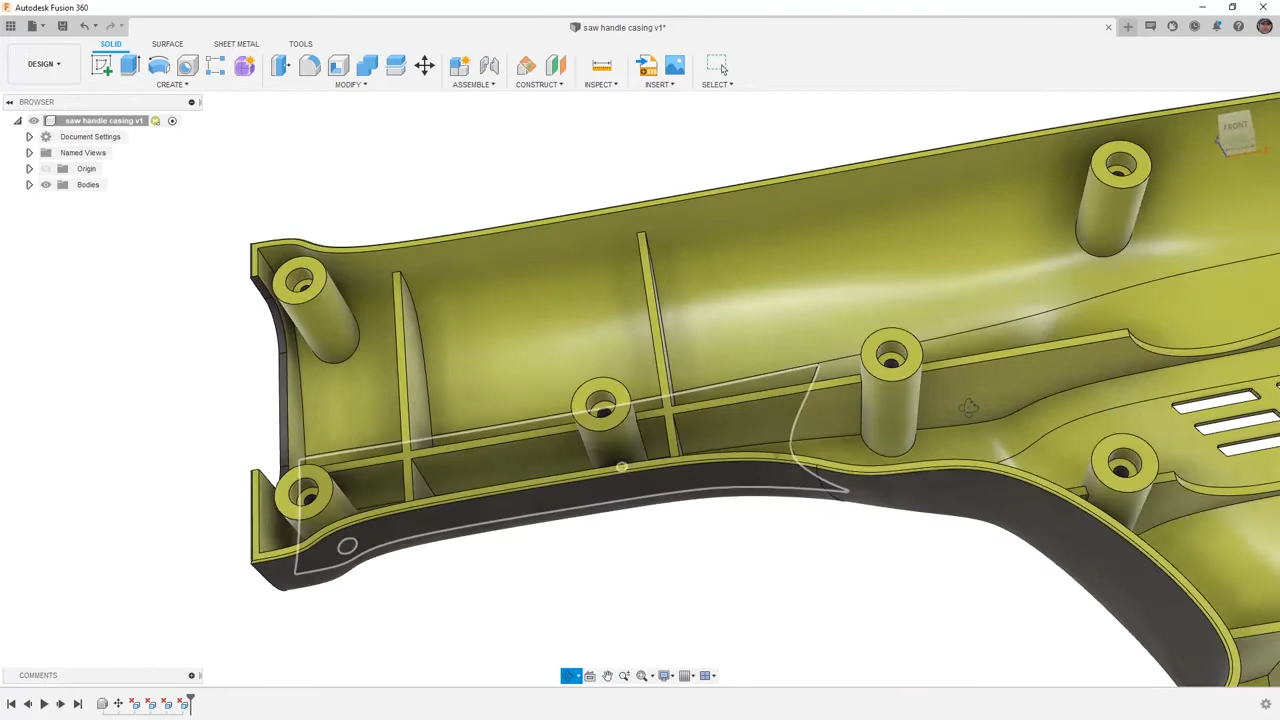 Autodesk Fusion 360
saw handle casing v1*
DESIGN
SOLID
SURFACE
SHEET METAL
TOOLS
CREATE
MODIFY
ASSEMBLE
CONSTRUCT
INSPECT
INSERT
SELECT
BROWSER
saw handle casing v1
Document Settings
Named Views
Origin
Bodies
FRONT
COMMENTS